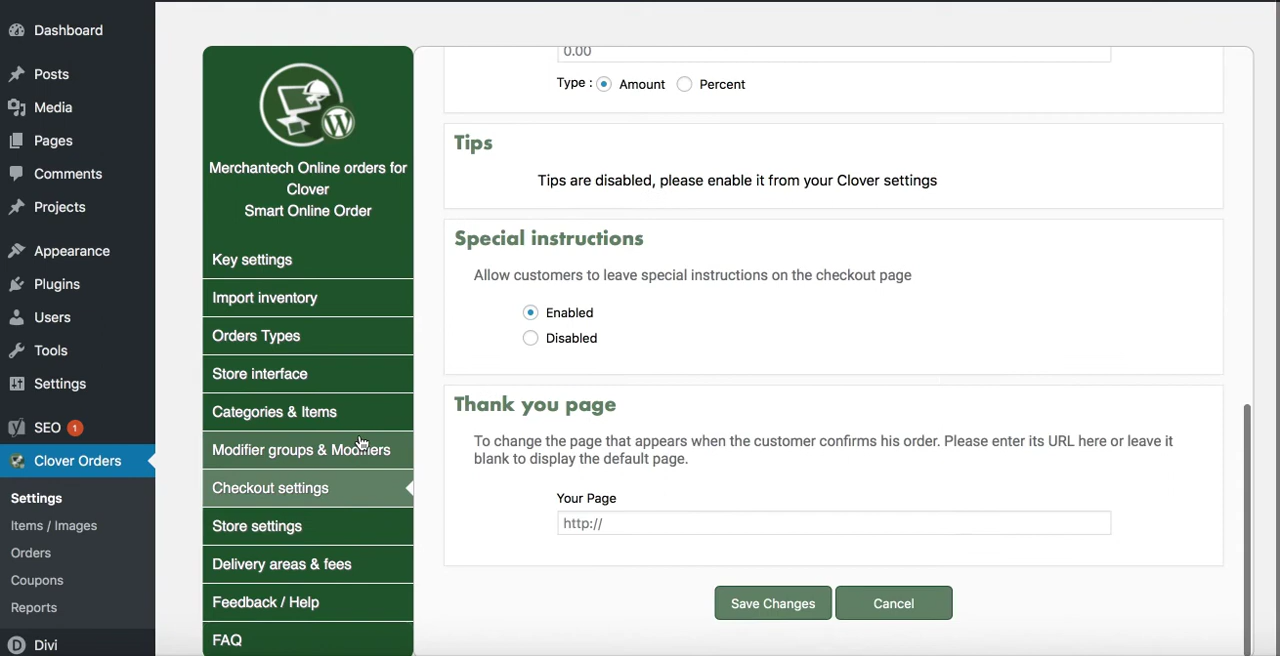 Dashboard
Posts
Media
Pages
Comments
Projects
Appearance
Plugins
Users
Tools
Settings
SEO 1
Clover Orders
Settings
Items / Images
Orders
Coupons
Reports
Divi
Merchantech Online orders for
Clover
Smart Online Order
Key settings
Import inventory
Orders Types
Store interface
Categories & Items
Modifier groups & Modifiers
Checkout settings
Store settings
Delivery areas & fees
Feedback / Help
FAQ
0.00
Type : Amount Percent
Tips
Tips are disabled, please enable it from your Clover settings
Special instructions
Allow customers to leave special instructions on the checkout page
Enabled
Disabled
Thank you page
To change the page that appears when the customer confirms his order. Please enter its URL here or leave it
blank to display the default page.
Your Page
http://
Save Changes Cancel